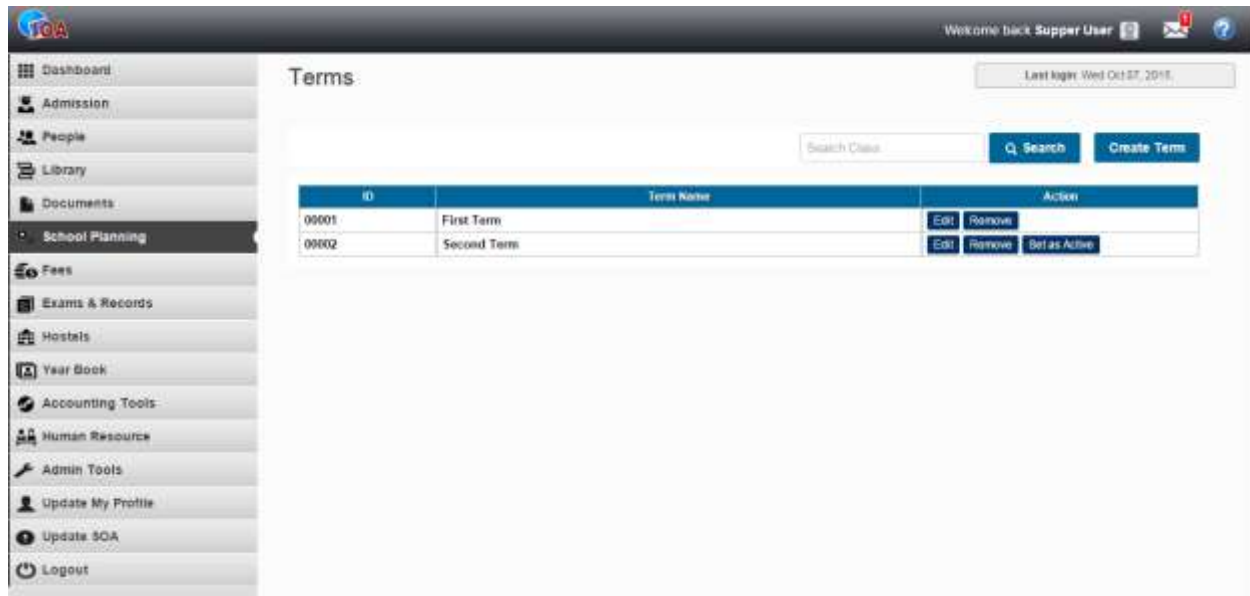 SOA
Welcome back Supper User
1
?
Dashboard
Admission
People
Library
Documents
School Planning
Fees
Exams & Records
Hostels
Year Book
Accounting Tools
Human Resource
Admin Tools
Update My Profile
Update SOA
Logout
Terms
Last login: Wed Oct 07,
Search Class
Search
Create Term
ID Term Name Action
00001 First Term Edit Remove
00002 Second Term Edit Remove Set as Active